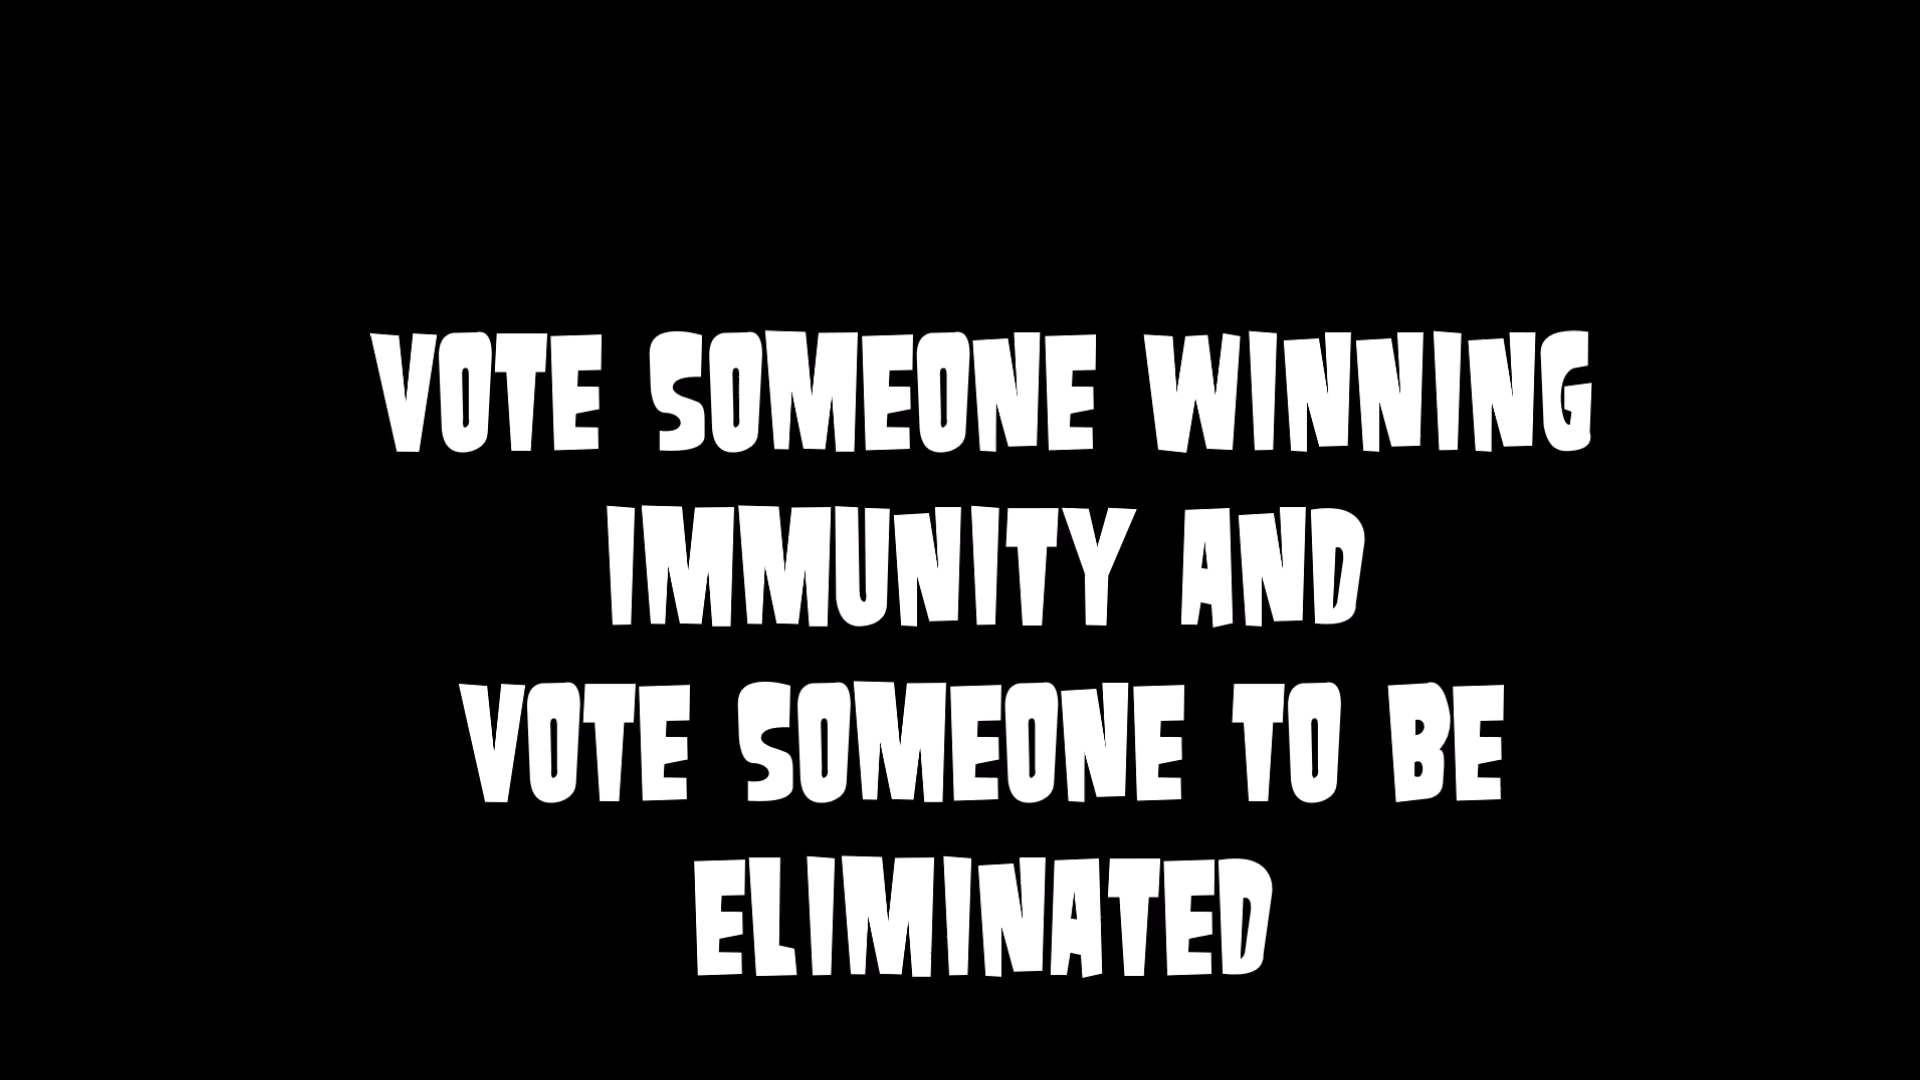 VOTE SOMEONE WINNING
IMMUNITY AND
VOTE SOMEONE TO BE
ELIMINATED